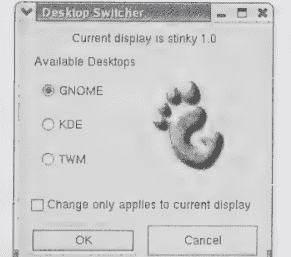 Desktop Switcher
Current display is stinky 1.0
Available Desktops
GNOME
KDE
TWM
Change only applies to current display
OK
Cancel